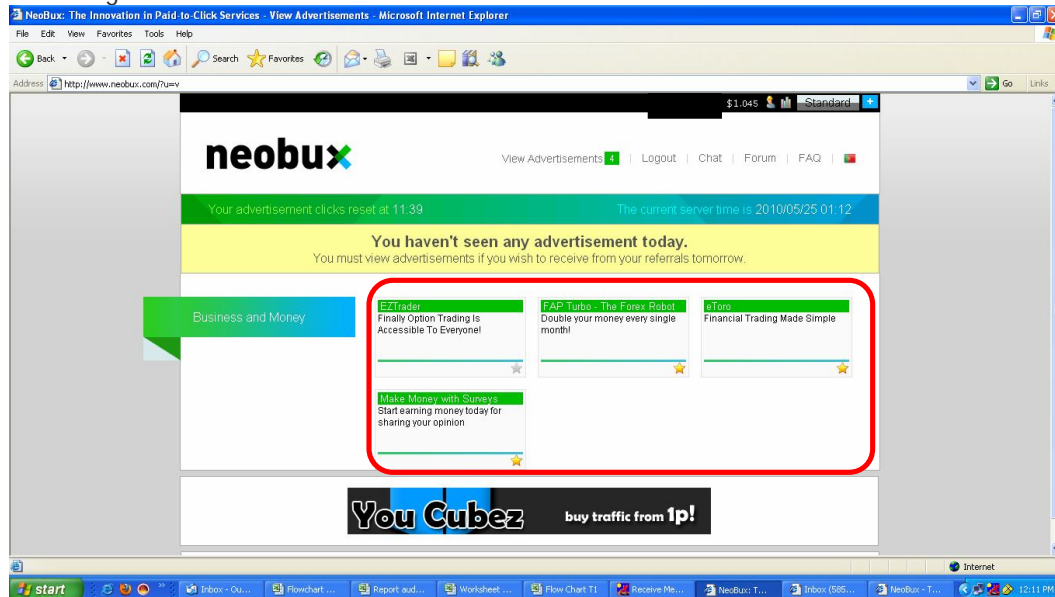 NeoBux: The Innovation in Paid-to-Click Services - View Advertisements - Microsoft Internet Explorer
File Edit View Favorites Tools Help
Back Search Favorites
Address http://www.neobux.com/?u=v Go Links
$1.045 Standard +
neobux
View Advertisements 4 | Logout | Chat | Forum | FAQ |
Your advertisement clicks reset at 11:39 The current server time is 2010/05/25 01:12
You haven't seen any advertisement today.
You must view advertisements if you wish to receive from your referrals tomorrow.
Business and Money
EZTrader
Finally Option Trading Is
Accessible To Everyone!
FAP Turbo - The Forex Robot
Double your money every single
month!
eToro
Financial Trading Made Simple
Make Money with Surveys
Start earning money today for
sharing your opinion
You Cubez buy traffic from 1p!
Internet
start Inbox - Ou... Flowchart ... Report aud... Worksheet ... Flow Chart T1 Receive Me... NeoBux: T... Inbox (585... NeoBux - T... 12:11 PM